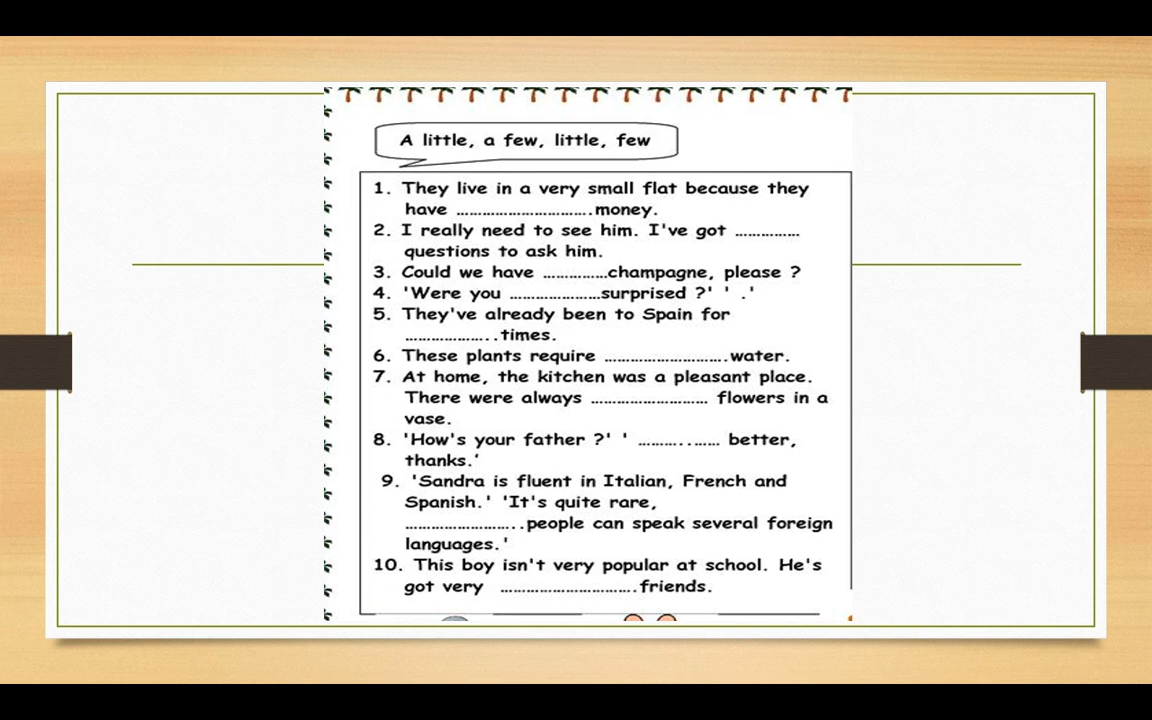 A little, a few, little, few
1. They live in a very small flat because they
have ................................money.
2. I really need to see him. I've got ...............
questions to ask him.
3. Could we have ...............champagne, please ?
4. 'Were you .....................surprised ?' ' .'
5. They've already been to Spain for
.....................times.
6. These plants require .............................water.
7. At home, the kitchen was a pleasant place.
There were always ........................... flowers in a
vase.
8. 'How's your father ?' ' ................. better,
thanks.'
9. 'Sandra is fluent in Italian, French and
Spanish.' 'It's quite rare,
...........................people can speak several foreign
languages.'
10. This boy isn't very popular at school. He's
got very ................................friends.